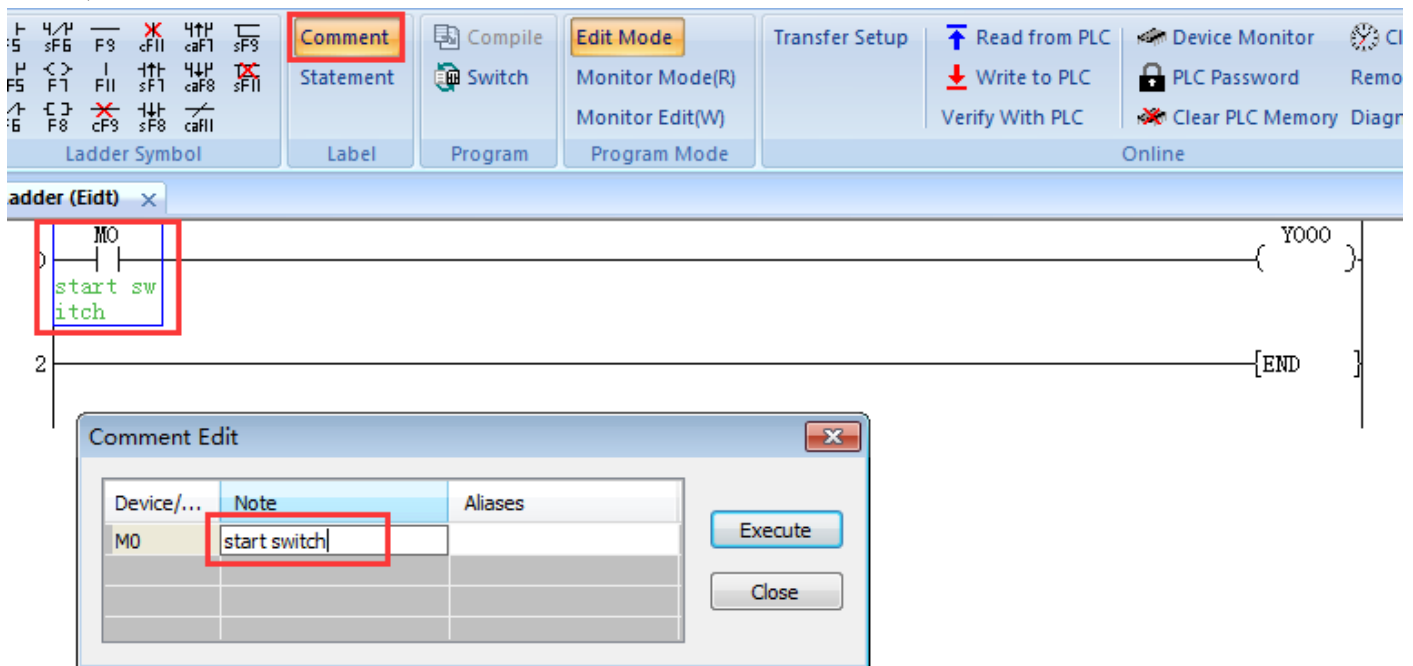 F5 sF6 F9 cF11 caF7 sF9
F5 F7 F11 sF7 caF8 sF11
F6 F8 cF9 sF8 caf11
Ladder Symbol
Comment
Statement
Label
Compile
Switch
Program
Edit Mode
Monitor Mode(R)
Monitor Edit(W)
Program Mode
Transfer Setup
Read from PLC
Write to PLC
Verify With PLC
Device Monitor
PLC Password
Remo
Clear PLC Memory
Diagn
Online
adder (Eidt)
M0
Y000
start sw
itch
2
END
Comment Edit
Device/... Note Aliases
M0 start switch
Execute
Close